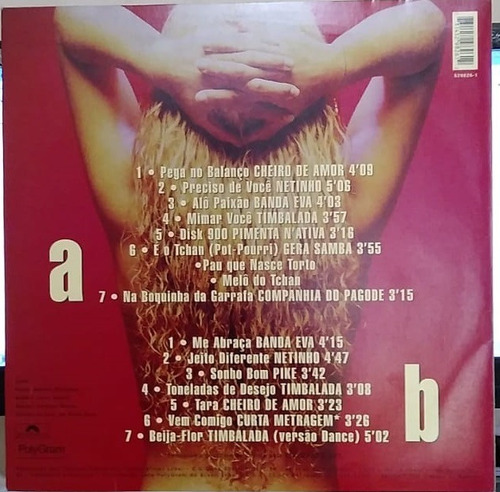 1 • Pega no Balanço CHEIRO DE AMOR 4'09
2 • Preciso de Você NETINHO 5'06
3 • Alô Paixão BANDA EVA 4'03
4 • Mimar Você TIMBALADA 3'57
5 • Disk 900 PIMENTA N'ATIVA 3'16
6 • É o Tchan (Pot-Pourri) GERA SAMBA 3'55
•Pau que Nasce Torto
• Melô do Tchan
7 • Na Boquinha da Garrafa COMPANHIA DO PAGODE 3'15
a
1 • Me Abraça BANDA EVA 4'15
2 • Jeito Diferente NETINHO 4'47
3 • Sonho Bom PIKE 3'42
4 • Toneladas de Desejo TIMBALADA 3'08
5 • Tara CHEIRO DE AMOR 3'23
6 • Vem Comigo CURTA METRAGEM* 3'26
7 • Beija-Flor TIMBALADA (versão Dance) 5'02
b
PolyGram